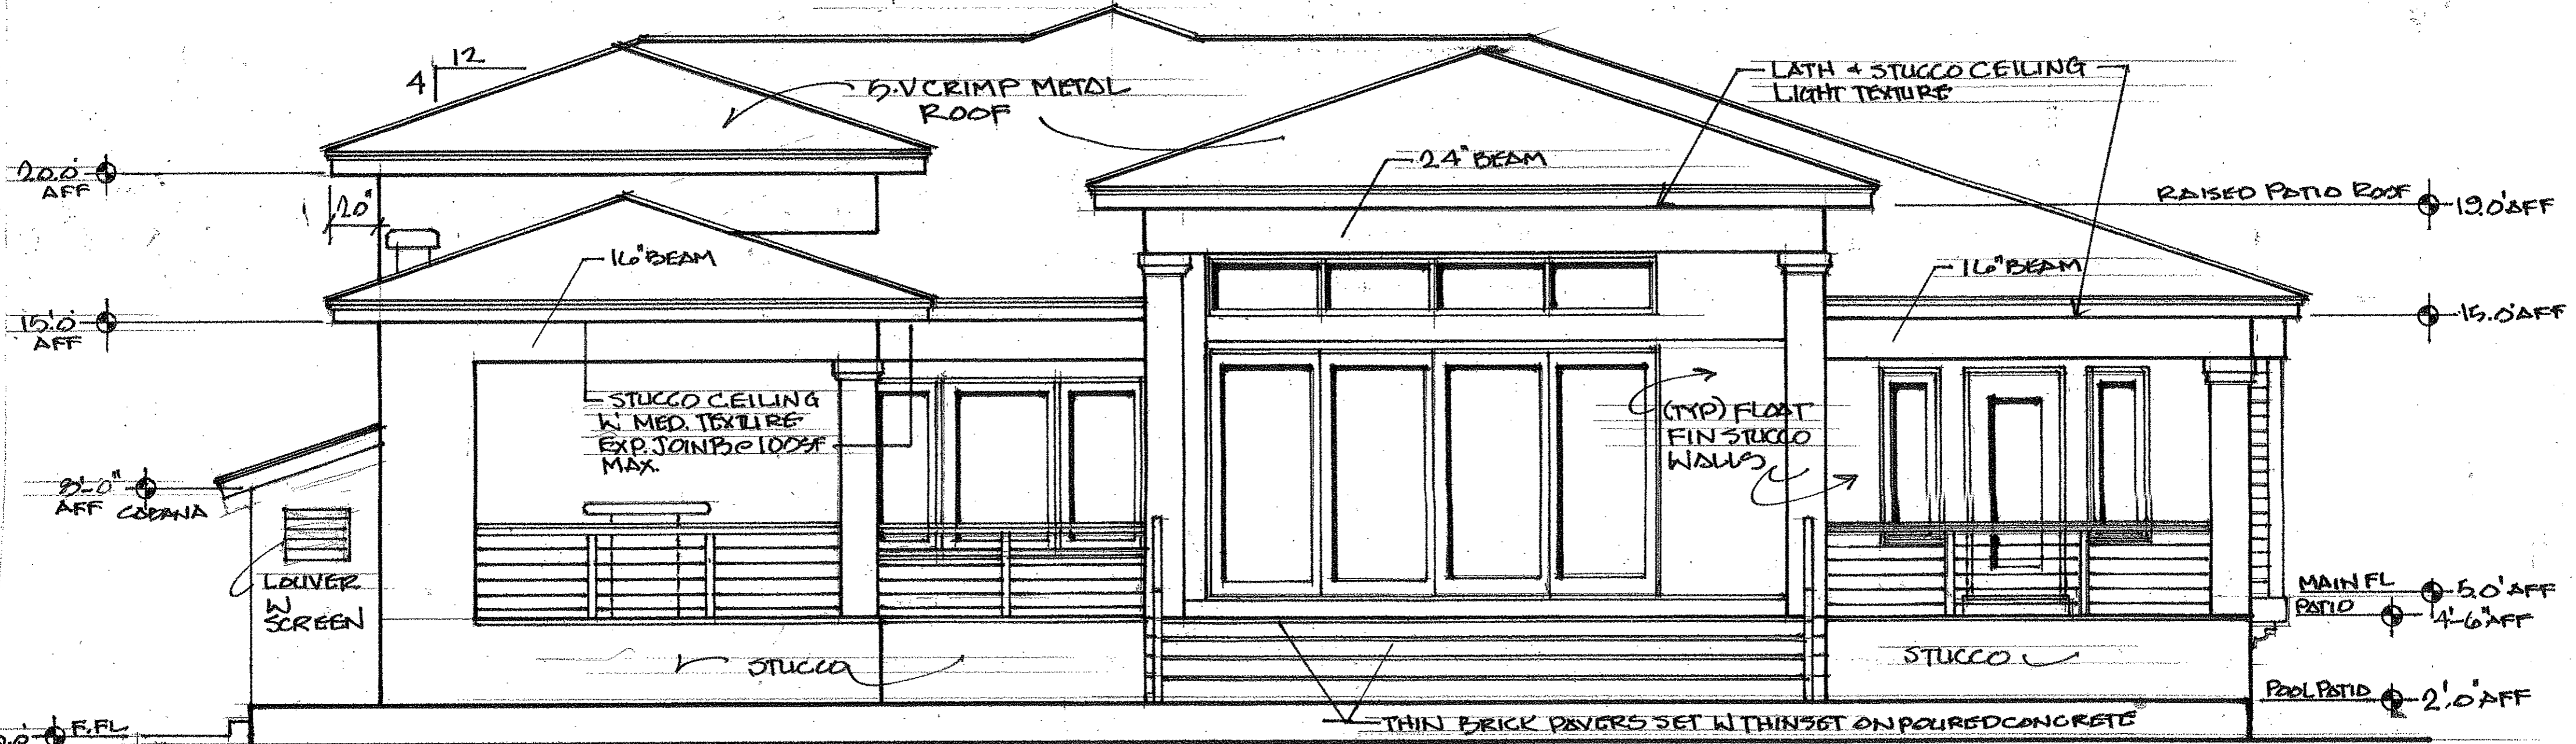 12
4
5.V CRIMP METAL
ROOF
LATH & STUCCO CEILING
LIGHT TEXTURE
24" BEAM
20.0'
AFF
20"
RAISED PATIO ROOF
19.0' AFF
16" BEAM
16" BEAM
15.0'
AFF
15.0' AFF
STUCCO CEILING
W/ MED. TEXTURE
EXP. JOINTS @ 100SF
MAX.
(TYP) FLOAT
FIN STUCCO
WALLS
8'-0"
AFF CABANA
LOUVER
W
SCREEN
MAIN FL
5.0' AFF
PATIO
4'-6" AFF
STUCCO
STUCCO
POOL PATIO
2'.0" AFF
THIN BRICK PAVERS SET W THINSET ON POURED CONCRETE
F.FL.